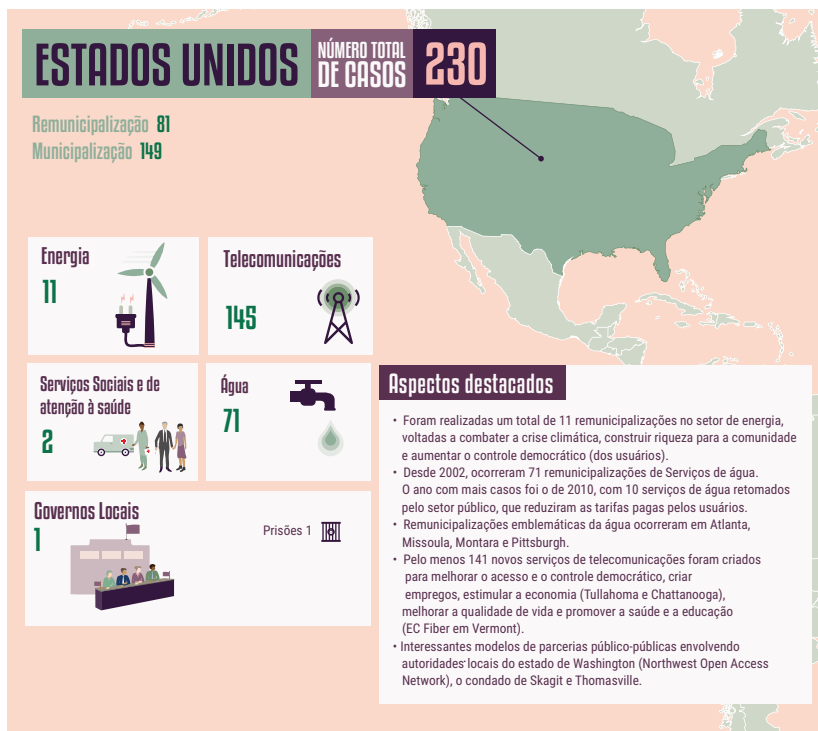 ESTADOS UNIDOS
NÚMERO TOTAL
DE CASOS
230
Remunicipalização 81
Municipalização 149
Energia
11
Telecomunicações
145
Serviços Sociais e de
atenção à saúde
2
Água
71
Governos Locais
1
Prisões 1
Aspectos destacados
• Foram realizadas um total de 11 remunicipalizações no setor de energia,
voltadas a combater a crise climática, construir riqueza para a comunidade
e aumentar o controle democrático (dos usuários).
• Desde 2002, ocorreram 71 remunicipalizações de Serviços de água.
O ano com mais casos foi o de 2010, com 10 serviços de água retomados
pelo setor público, que reduziram as tarifas pagas pelos usuários.
• Remunicipalizações emblemáticas da água ocorreram em Atlanta,
Missoula, Montara e Pittsburgh.
• Pelo menos 141 novos serviços de telecomunicações foram criados
para melhorar o acesso e o controle democrático, criar
empregos, estimular a economia (Tullahoma e Chattanooga),
melhorar a qualidade de vida e promover a saúde e a educação
(EC Fiber em Vermont).
• Interessantes modelos de parcerias público-públicas envolvendo
autoridades locais do estado de Washington (Northwest Open Access
Network), o condado de Skagit e Thomasville.